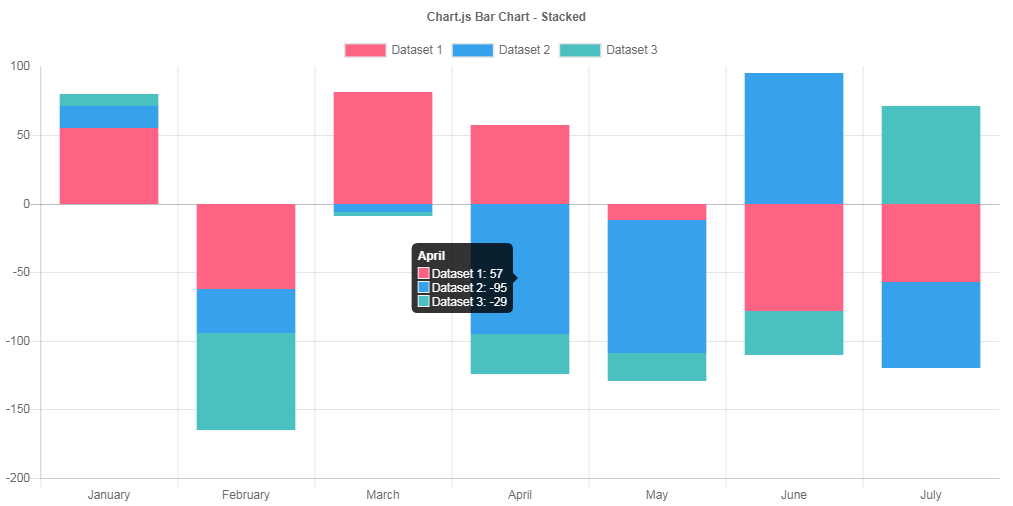 Chart.js Bar Chart - Stacked
Dataset 1 Dataset 2 Dataset 3
100
50
0
-50
-100
-150
-200
April
Dataset 1: 57
Dataset 2: -95
Dataset 3: -29
January February March April May June July